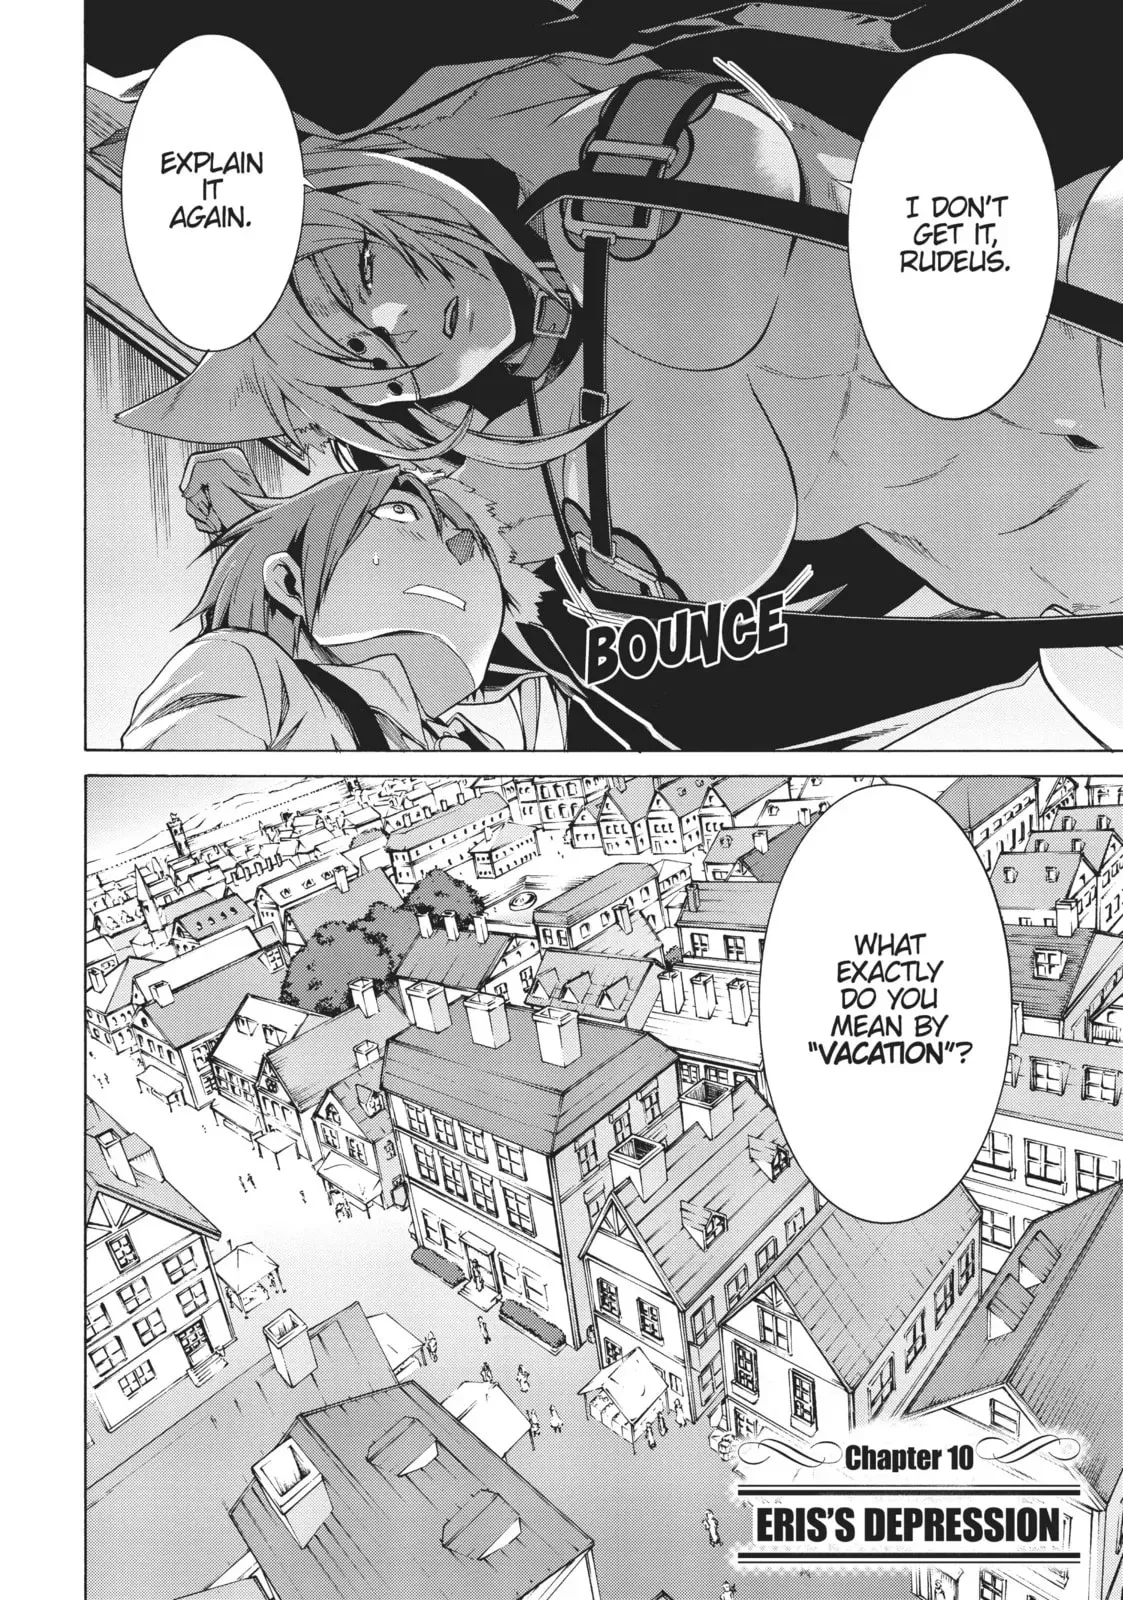 I DON'T
GET IT,
RUDEUS.
EXPLAIN
IT
AGAIN.
BOUNCE
WHAT
EXACTLY
DO YOU
MEAN BY
"VACATION"?
Chapter 10
ERIS'S DEPRESSION